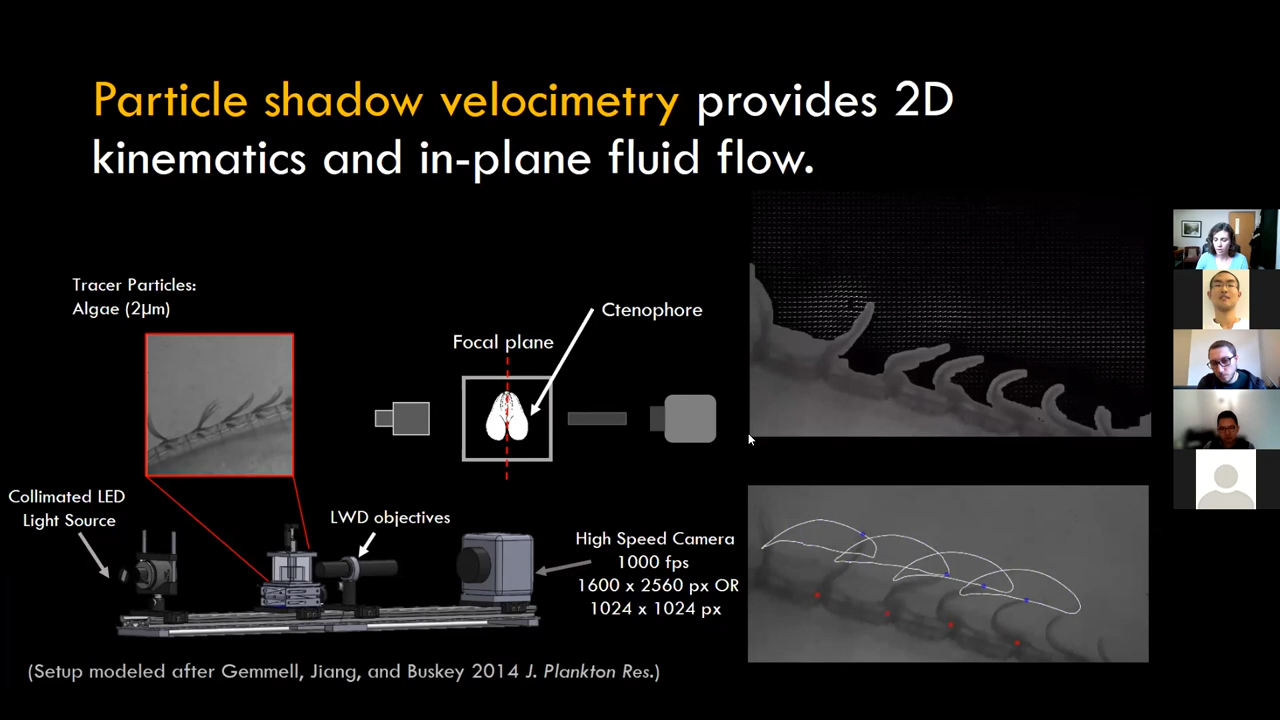 Particle shadow velocimetry provides 2D
kinematics and in-plane fluid flow.
Tracer Particles:
Algae (2µm)
Focal plane
Ctenophore
Collimated LED
Light Source
LWD objectives
High Speed Camera
1000 fps
1600 x 2560 px OR
1024 x 1024 px
(Setup modeled after Gemmell, Jiang, and Buskey 2014 J. Plankton Res.)